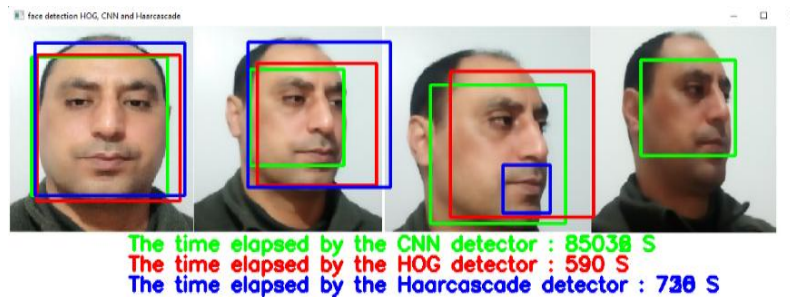 face detection HOG, CNN and Haarcascade
The time elapsed by the CNN detector : S
The time elapsed by the HOG detector : 590 S
The time elapsed by the Haarcascade detector : S